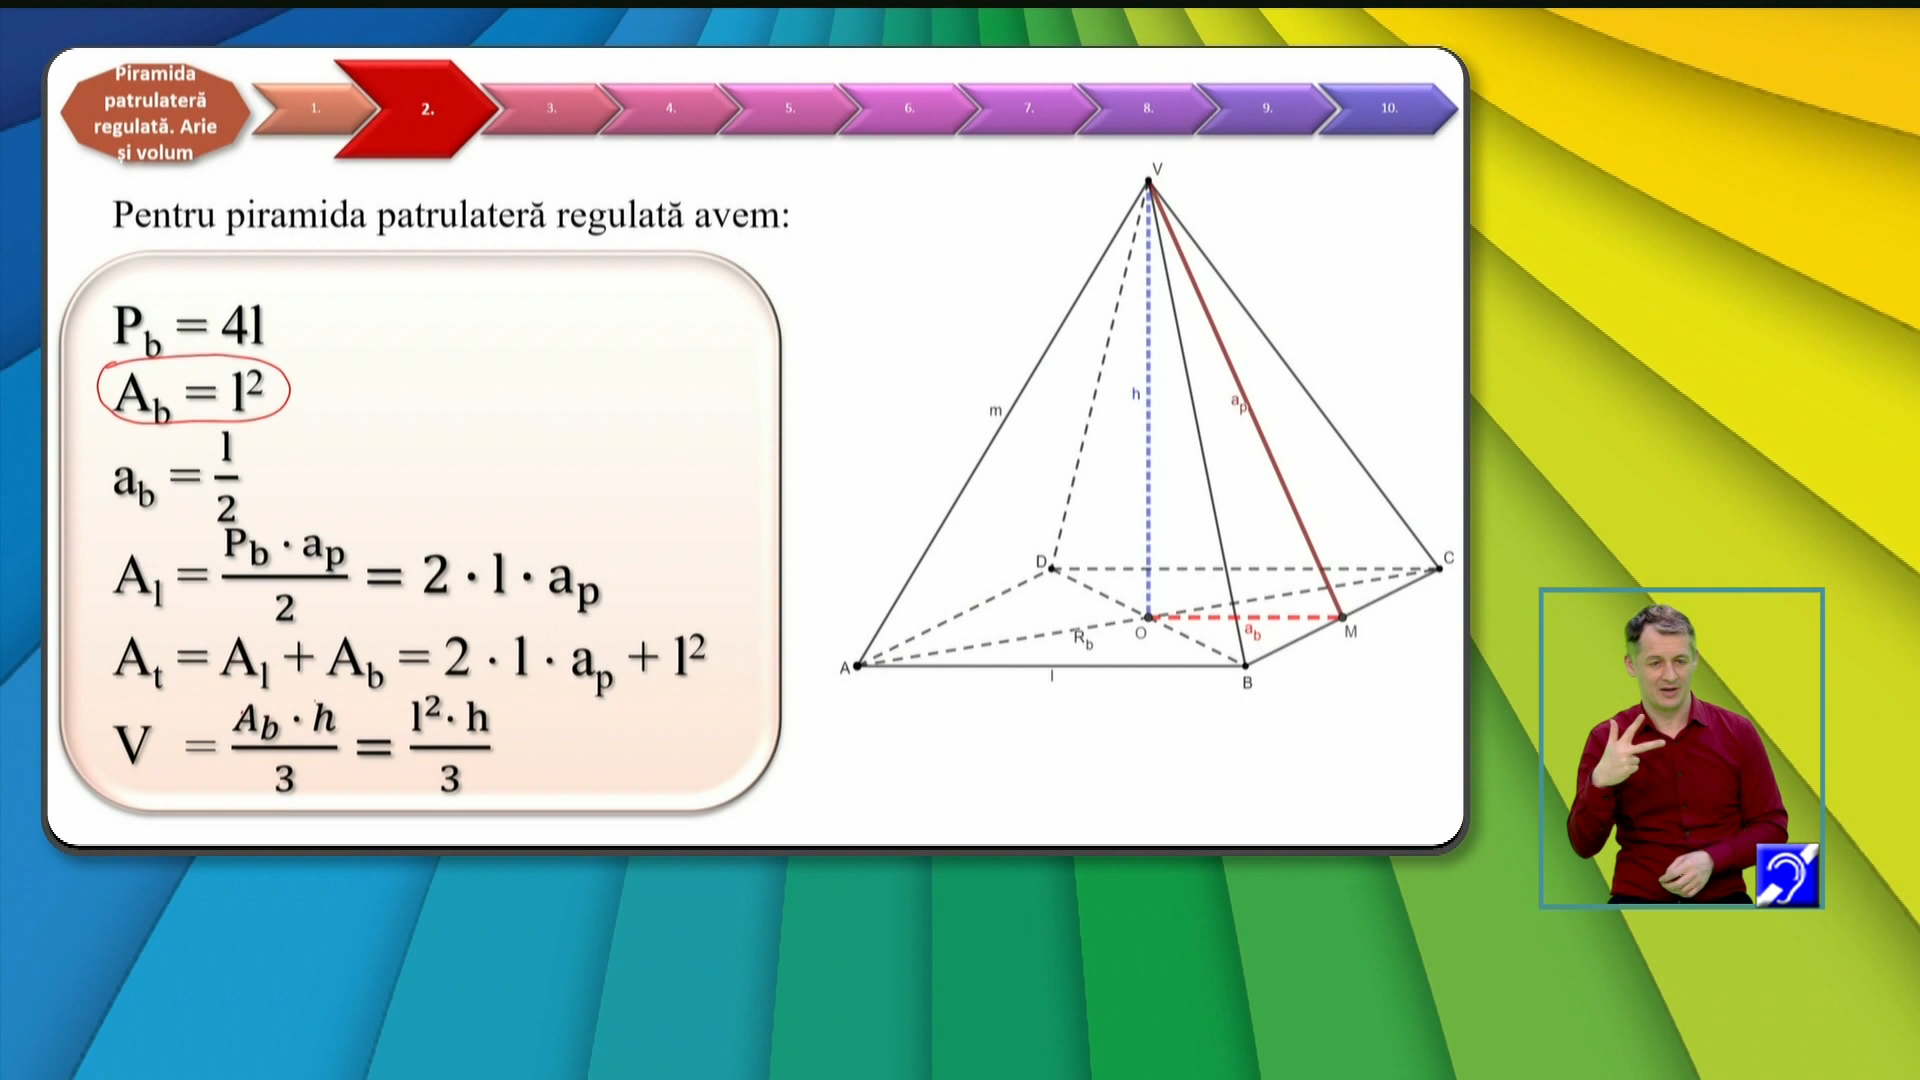 Piramida
patrulateră
regulată. Arie
și volum
1.
2.
3.
4.
5.
6.
7.
8.
9.
10.
Pentru piramida patrulateră regulată avem:
P_b = 4l
A_b = l²
a_b = l/2
A_l = (P_b · a_p)/2 = 2 · l · a_p
A_t = A_l + A_b = 2 · l · a_p + l²
V = (A_b · h)/3 = (l² · h)/3
V
m
h
a_p
D
C
O
a_b
M
R_b
A
l
B